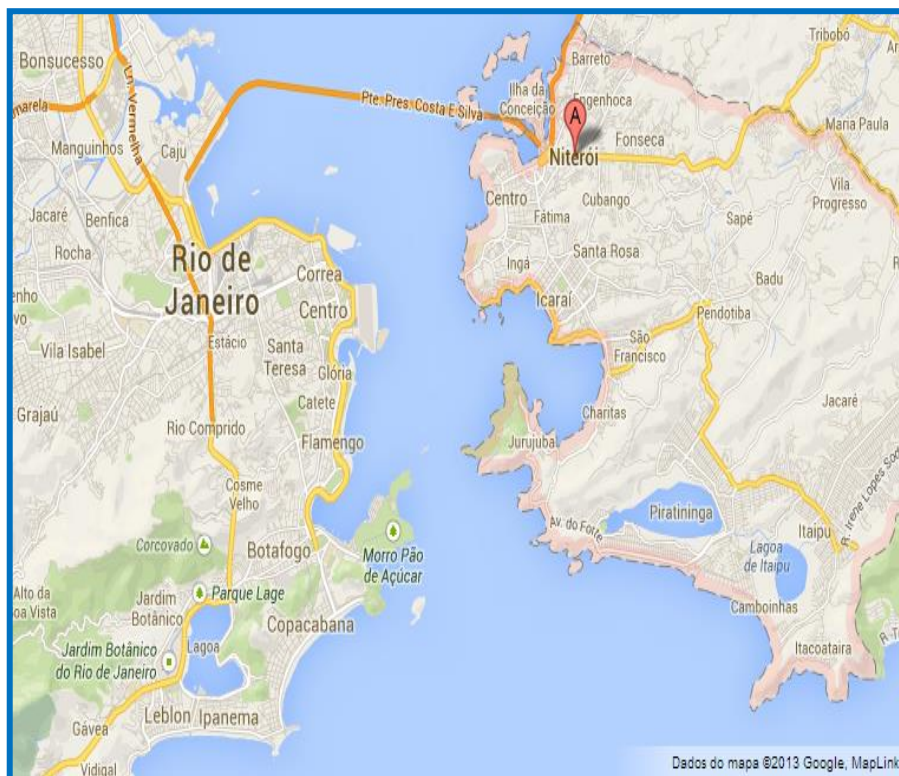 Bonsucesso
Tribobó
Barreto
Ilha da
Conceição
Engenhoca
A
Ln. Vermelha
Pte. Pres. Costa E Silva
Maria Paula
Manguinhos
Caju
Fonseca
Niterói
Vila
Progresso
Jacaré
Benfica
Centro
Cubango
Fátima
Sapé
Rocha
Rio de
Janeiro
Correa
Ingá
Santa Rosa
Badu
Centro
Icaraí
Pendotiba
Estácio
São
Francisco
Vila Isabel
Santa
Teresa
Glória
Catete
Grajaú
Rio Comprido
Flamengo
Charitas
Jacaré
Jurujuba
Cosme
Velho
Piratininga
Av. do Forte
Itaipu
Corcovado
Botafogo
Morro Pão
de Açúcar
Lagoa
de Itaipu
Alto da
Parque Lage
Jardim
Botânico
Camboinhas
Copacabana
Lagoa
Itacoatiara
Jardim Botânico
do Rio de Janeiro
Leblon
Ipanema
Gávea
Vidigal
Dados do mapa ©2013 Google, MapLink